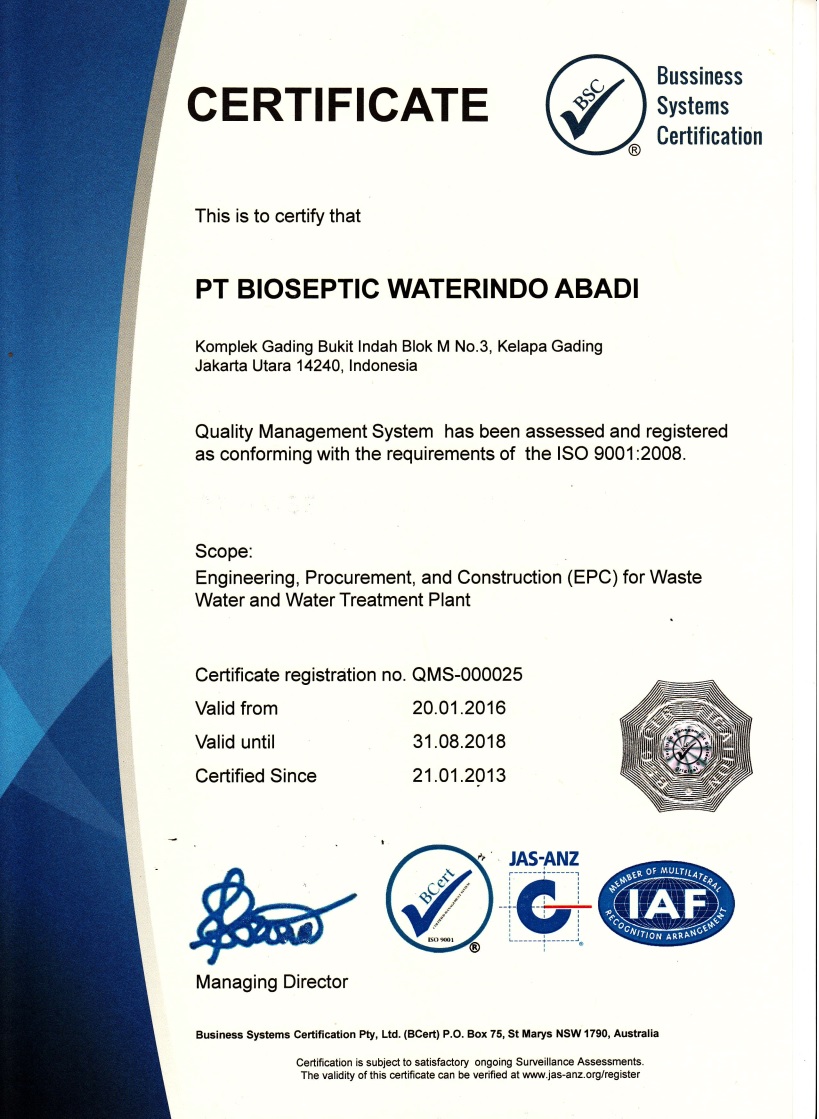 CERTIFICATE
BSC
®
Bussiness
Systems
Certification
This is to certify that
PT BIOSEPTIC WATERINDO ABADI
Komplek Gading Bukit Indah Blok M No.3, Kelapa Gading
Jakarta Utara 14240, Indonesia
Quality Management System has been assessed and registered
as conforming with the requirements of the ISO 9001:2008.
Scope:
Engineering, Procurement, and Construction (EPC) for Waste
Water and Water Treatment Plant
Certificate registration no. QMS-000025
Valid from 20.01.2016
Valid until 31.08.2018
Certified Since 21.01.2013
BCert
ISO 9001
®
JAS-ANZ
®
MEMBER OF MULTILATERAL
IAF
RECOGNITION ARRANGEMENT
Managing Director
Business Systems Certification Pty, Ltd. (BCert) P.O. Box 75, St Marys NSW 1790, Australia
Certification is subject to satisfactory ongoing Surveillance Assessments.
The validity of this certificate can be verified at www.jas-anz.org/register